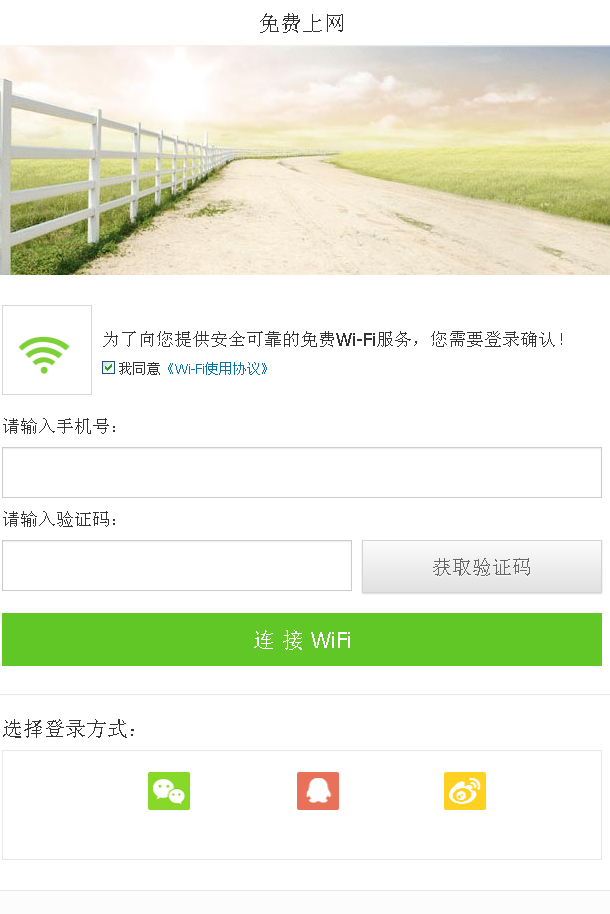 免费上网
为了向您提供安全可靠的免费Wi-Fi服务，您需要登录确认！
我同意《Wi-Fi使用协议》
请输入手机号：
请输入验证码：
获取验证码
连 接 WiFi
选择登录方式：